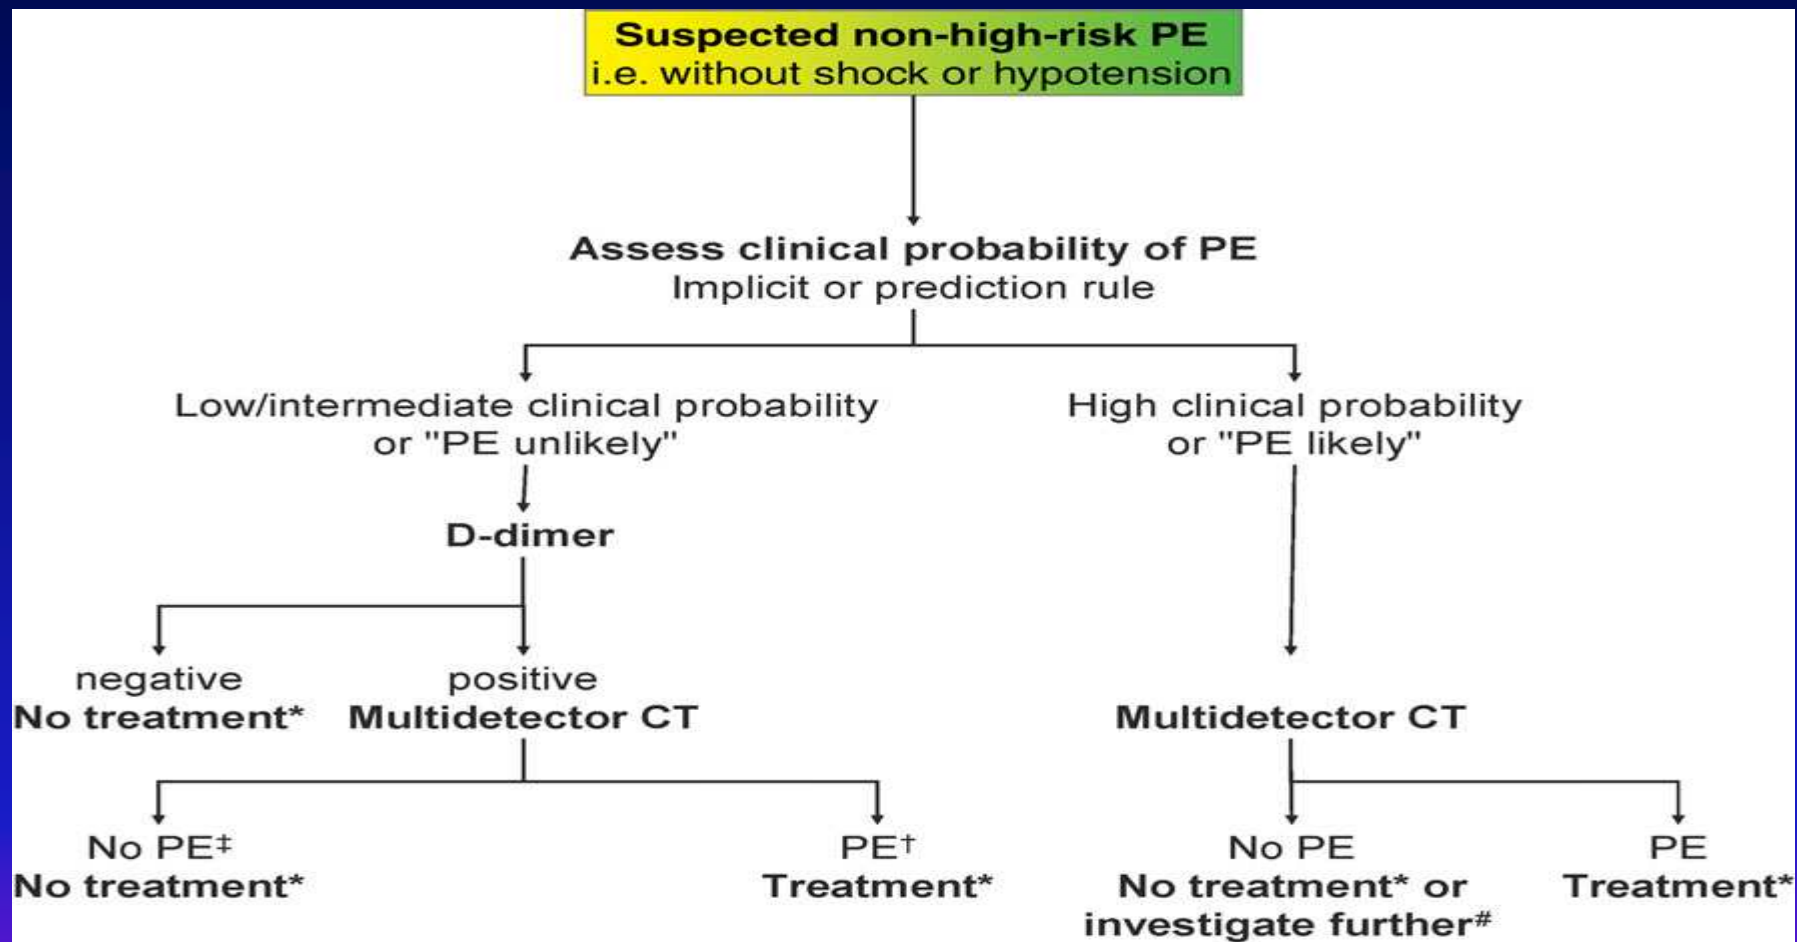 Suspected non-high-risk PE
i.e. without shock or hypotension
Assess clinical probability of PE
Implicit or prediction rule
Low/intermediate clinical probability
or "PE unlikely"
High clinical probability
or "PE likely"
D-dimer
negative
No treatment*
positive
Multidetector CT
Multidetector CT
No PE‡
No treatment*
PE†
Treatment*
No PE
No treatment* or
investigate further#
PE
Treatment*